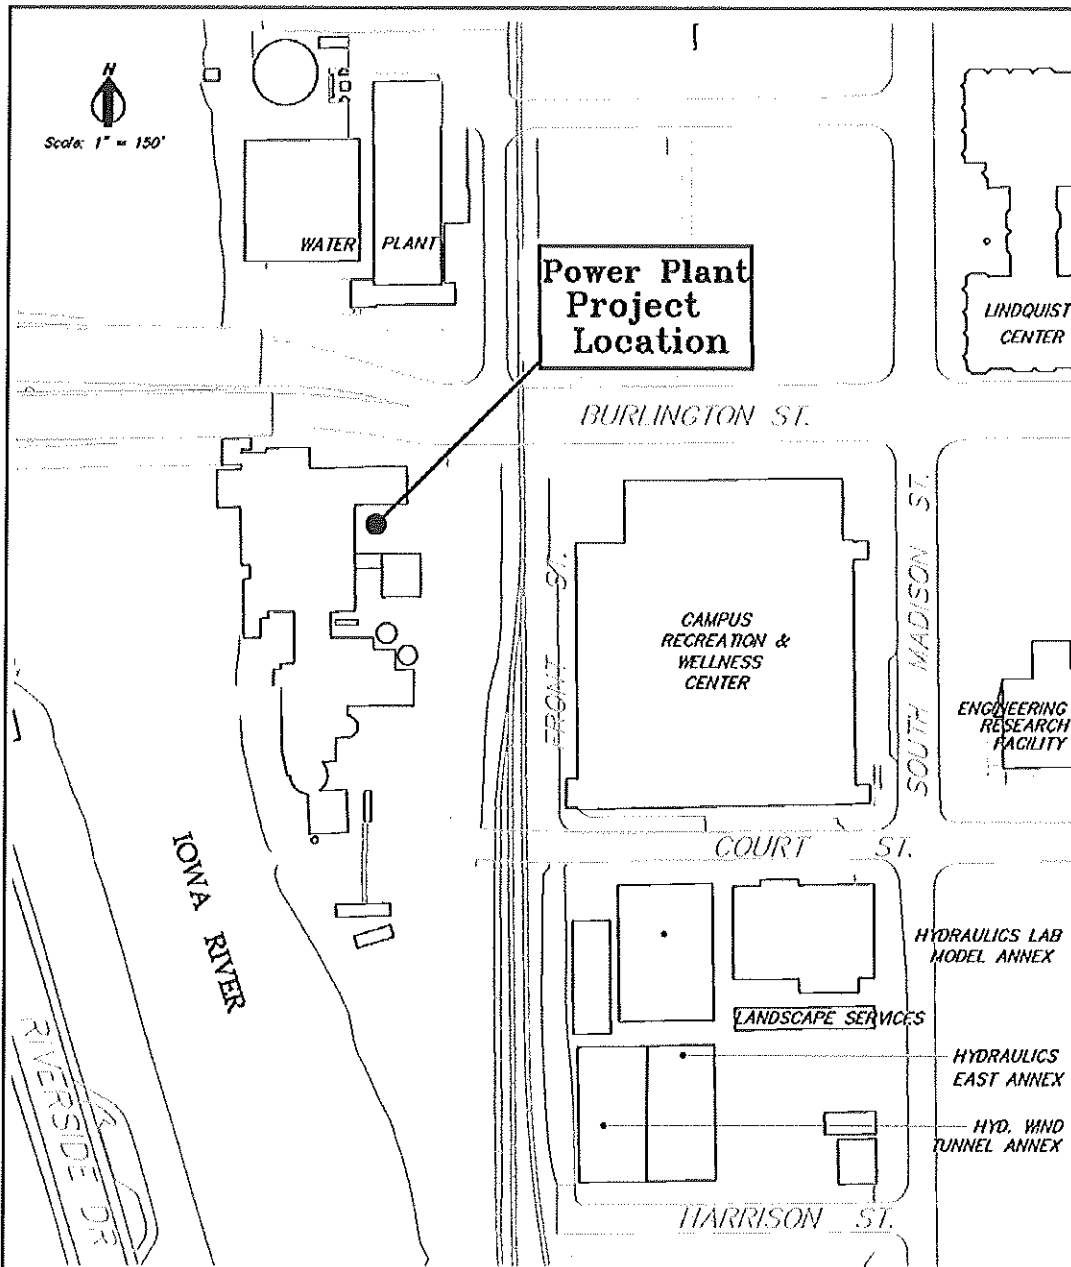 N
Scale: 1" = 150'
WATER PLANT
Power Plant
Project
Location
LINDQUIST
CENTER
BURLINGTON ST.
FRONT ST.
CAMPUS
RECREATION &
WELLNESS
CENTER
SOUTH MADISON ST.
ENGINEERING
RESEARCH
FACILITY
COURT ST.
IOWA RIVER
HYDRAULICS LAB
MODEL ANNEX
LANDSCAPE SERVICES
HYDRAULICS
EAST ANNEX
RIVERSIDE DR
HYD. WIND
TUNNEL ANNEX
HARRISON ST.